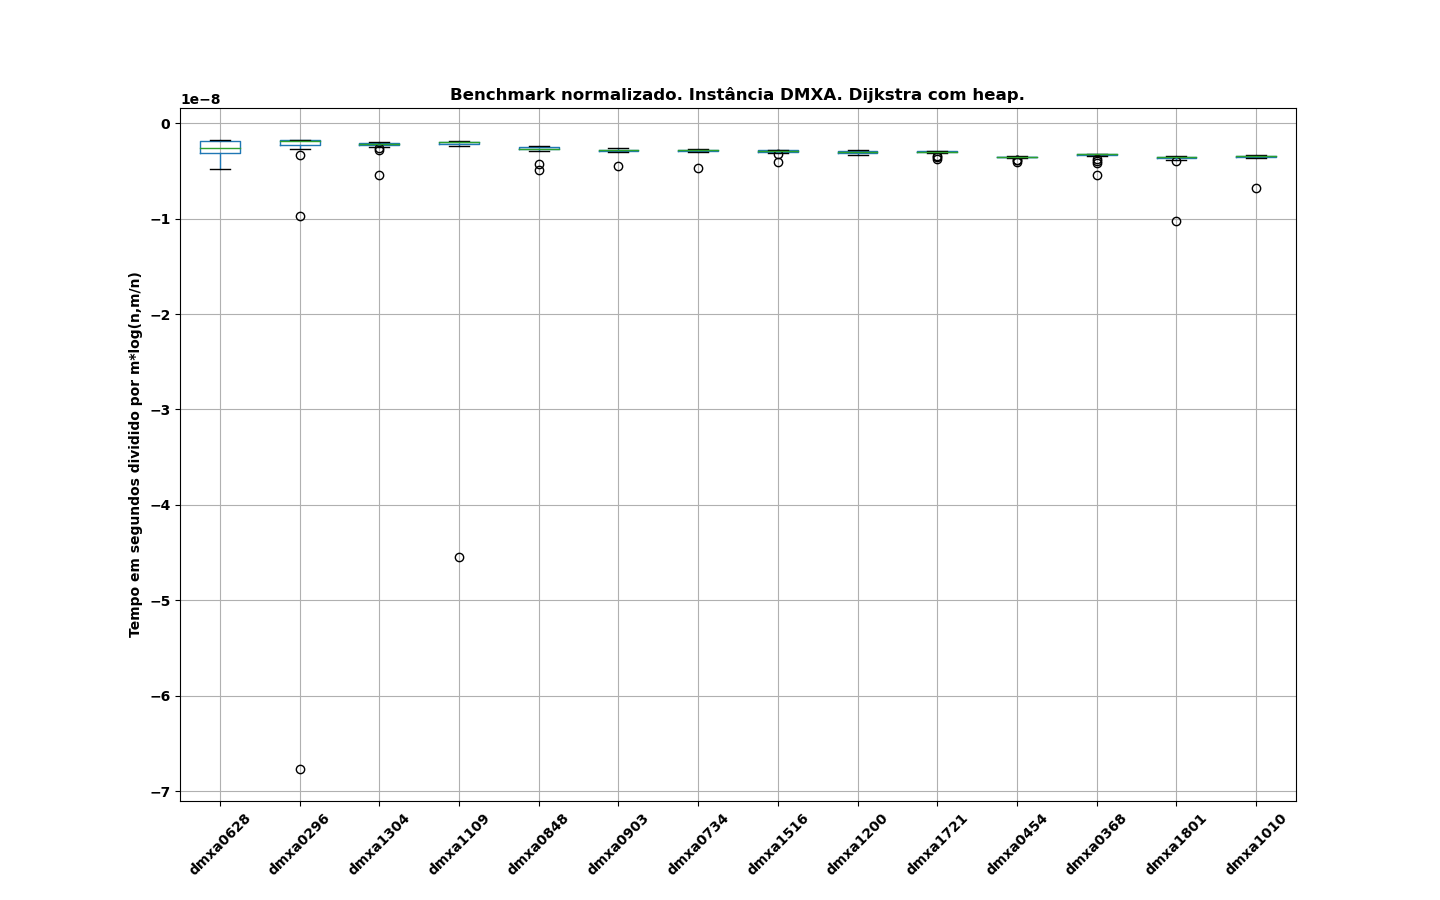 Benchmark normalizado. Instância DMXA. Dijkstra com heap.
1e−8
0
−1
−2
−3
−4
−5
−6
−7
Tempo em segundos dividido por m*log(n,m/n)
dmxa0628
dmxa0296
dmxa1304
dmxa1109
dmxa0848
dmxa0903
dmxa0734
dmxa1516
dmxa1200
dmxa1721
dmxa0454
dmxa0368
dmxa1801
dmxa1010